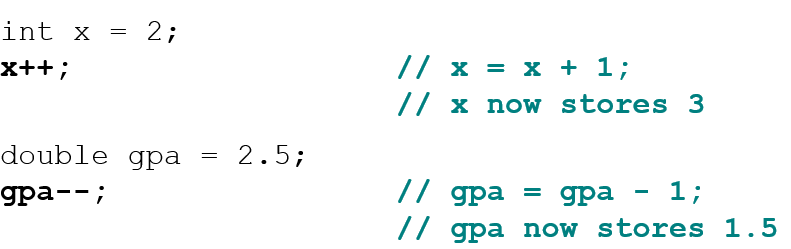 int x = 2;
x++; // x = x + 1;
// x now stores 3
double gpa = 2.5;
gpa--; // gpa = gpa - 1;
// gpa now stores 1.5